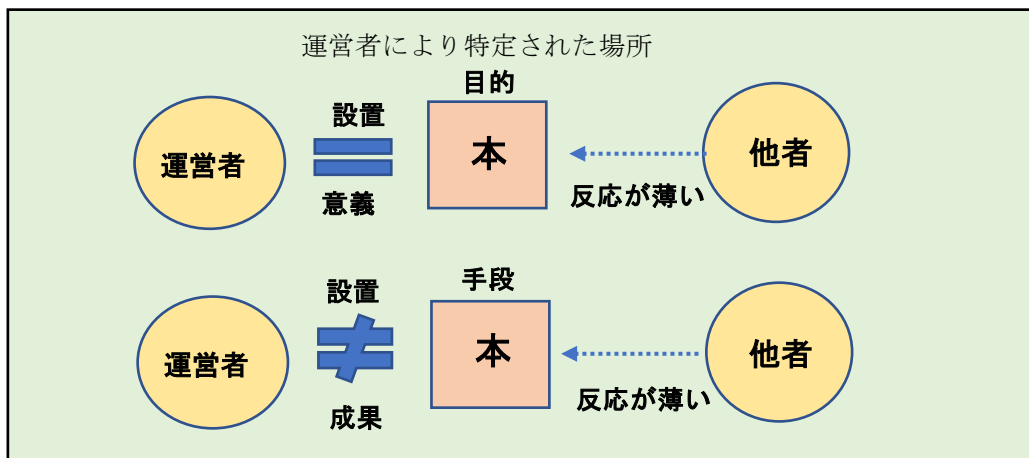 運営者により特定された場所
目的
設置
運営者
本
他者
意義
反応が薄い
手段
設置
運営者
本
他者
成果
反応が薄い